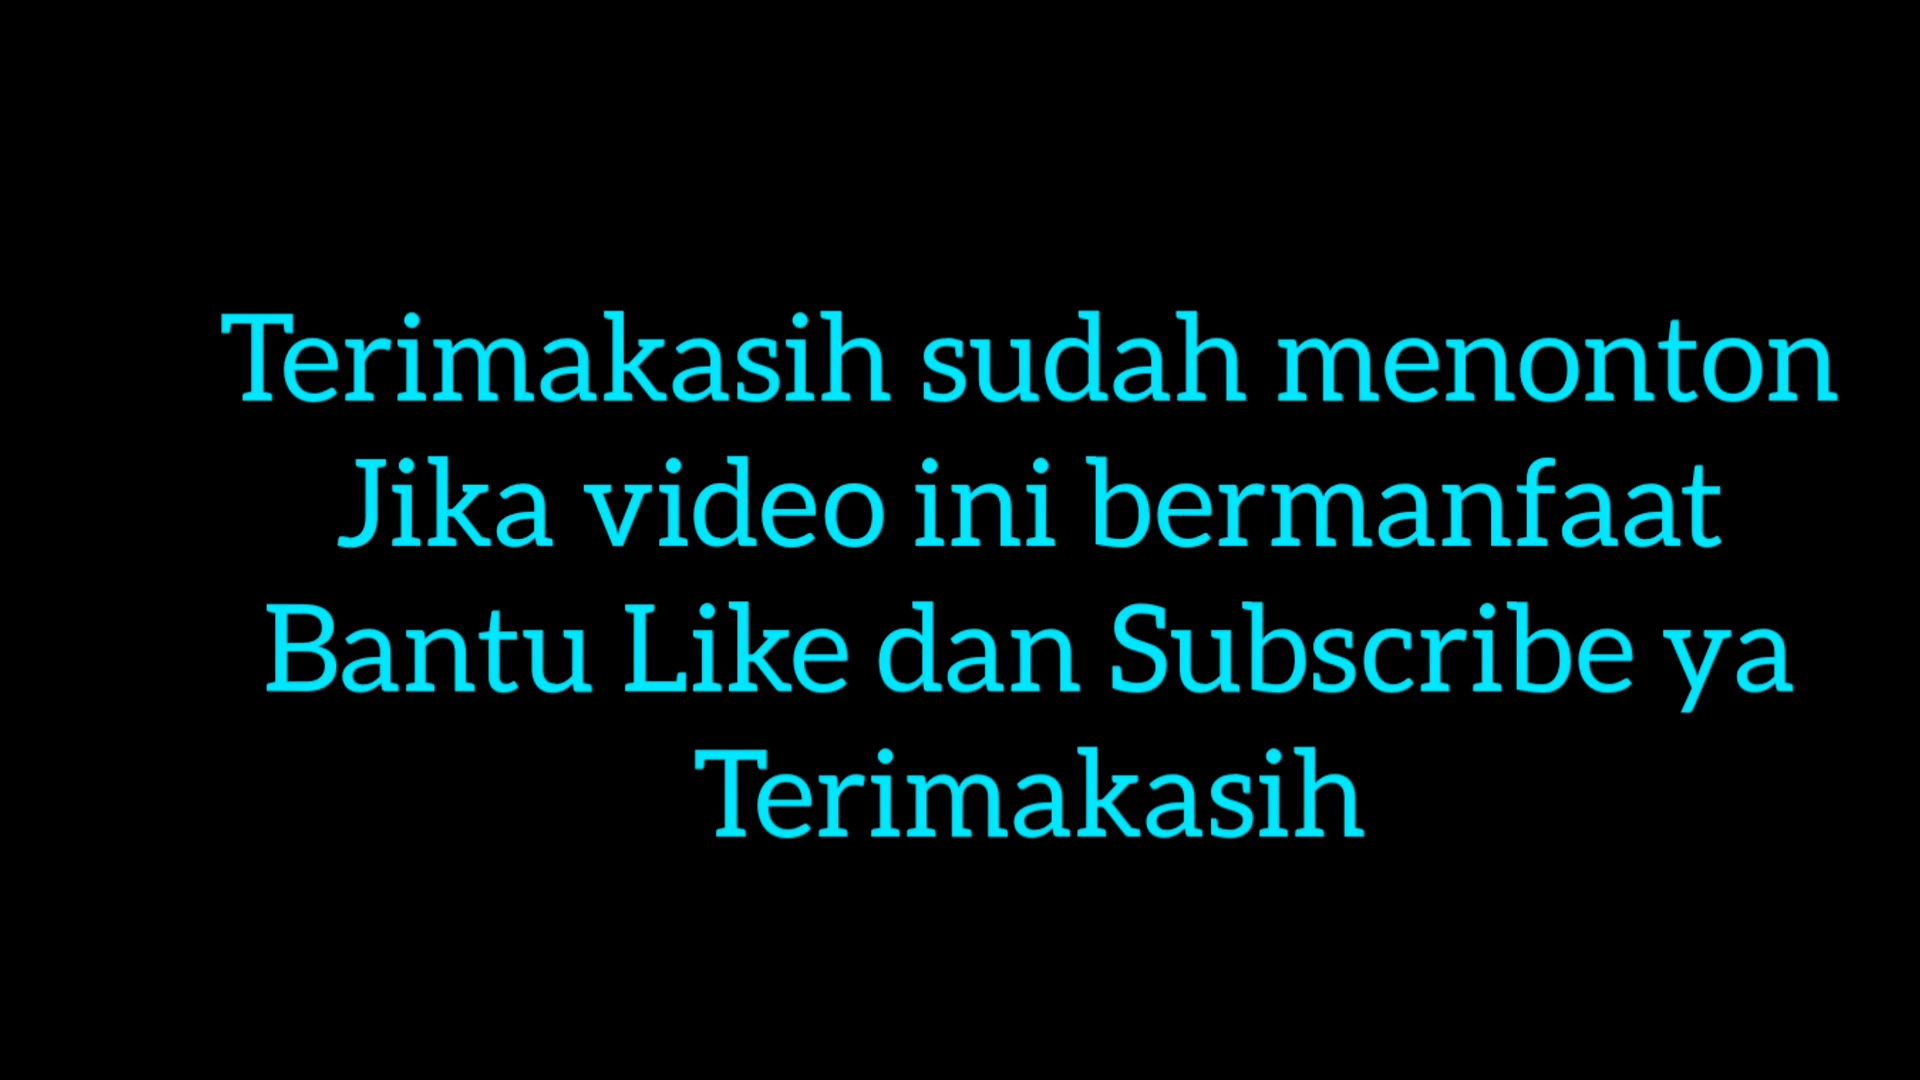 Terimakasih sudah menonton
Jika video ini bermanfaat
Bantu Like dan Subscribe ya
Terimakasih